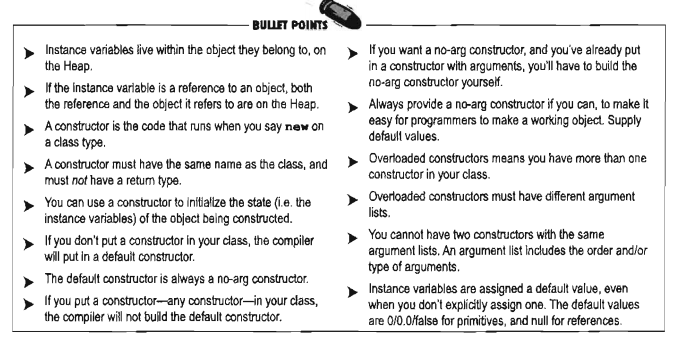 BULLET POINTS
Instance variables live within the object they belong to, on
the Heap.
If the instance variable is a reference to an object, both
the reference and the object it refers to are on the Heap.
A constructor is the code that runs when you say new on
a class type.
A constructor must have the same name as the class, and
must not have a return type.
You can use a constructor to initialize the state (i.e. the
instance variables) of the object being constructed.
If you don't put a constructor in your class, the compiler
will put in a default constructor.
The default constructor is always a no-arg constructor.
If you put a constructor—any constructor—in your class,
the compiler will not build the default constructor.
If you want a no-arg constructor, and you've already put
in a constructor with arguments, you'll have to build the
no-arg constructor yourself.
Always provide a no-arg constructor if you can, to make it
easy for programmers to make a working object. Supply
default values.
Overloaded constructors means you have more than one
constructor in your class.
Overloaded constructors must have different argument
lists.
You cannot have two constructors with the same
argument lists. An argument list includes the order and/or
type of arguments.
Instance variables are assigned a default value, even
when you don't explicitly assign one. The default values
are 0/0.0/false for primitives, and null for references.